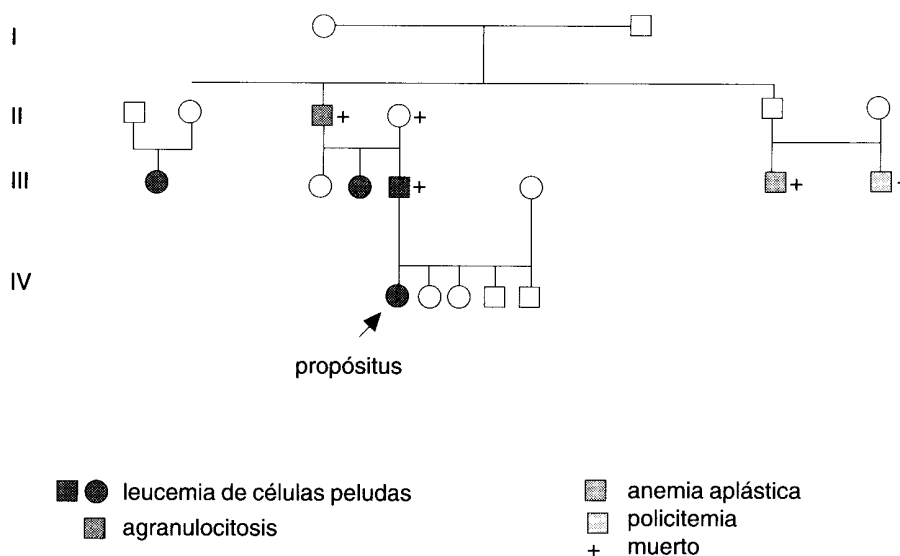 I
II
+
+
III
+
+
+
IV
propósitus
leucemia de células peludas
agranulocitosis
anemia aplástica
policitemia
+ muerto